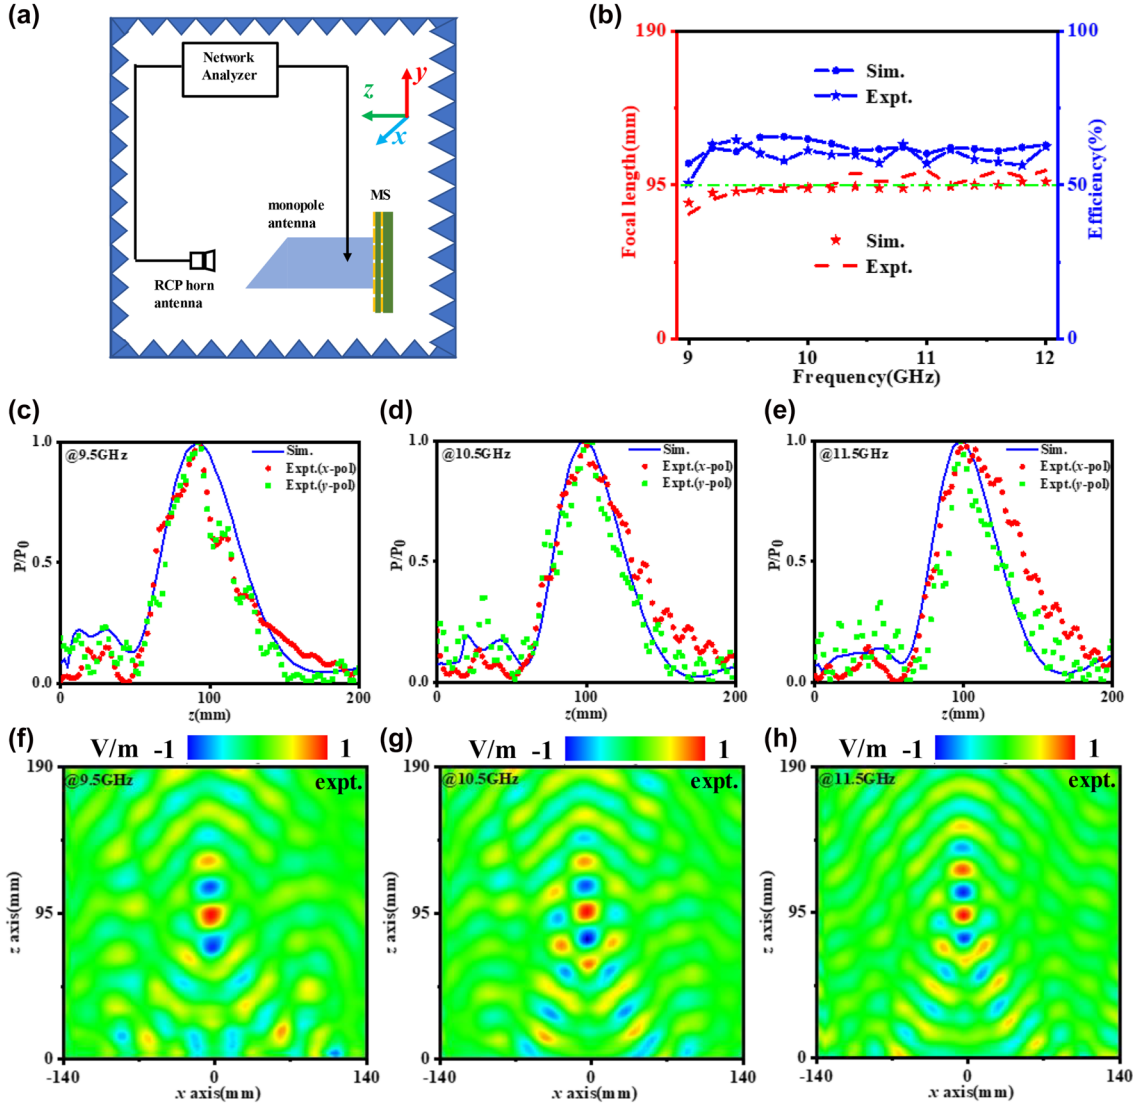 (a)
Network
Analyzer
y
z
x
monopole
antenna
MS
RCP horn
antenna
(b)
190
95
0
Focal length(mm)
Sim.
Expt.
Sim.
Expt.
100
50
0
Efficiency(%)
9
10
11
12
Frequency(GHz)
(c)
@9.5GHz
Sim.
Expt.(x-pol)
Expt.(y-pol)
1.0
0.5
0.0
P/P0
0
100
200
z(mm)
(d)
@10.5GHz
Sim.
Expt.(x-pol)
Expt.(y-pol)
1.0
0.5
0.0
P/P0
0
100
200
z(mm)
(e)
@11.5GHz
Sim.
Expt.(x-pol)
Expt.(y-pol)
1.0
0.5
0.0
P/P0
0
100
200
z(mm)
(f)
V/m -1 1
190
@9.5GHz
expt.
95
0
z axis(mm)
-140
0
140
x axis(mm)
(g)
V/m -1 1
190
@10.5GHz
expt.
95
0
z axis(mm)
-140
0
140
x axis(mm)
(h)
V/m -1 1
190
@11.5GHz
expt.
95
0
z axis(mm)
-140
0
140
x axis(mm)